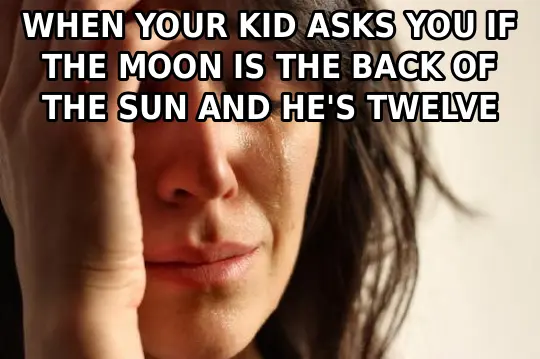 WHEN YOUR KID ASKS YOU IF
THE MOON IS THE BACK OF
THE SUN AND HE'S TWELVE